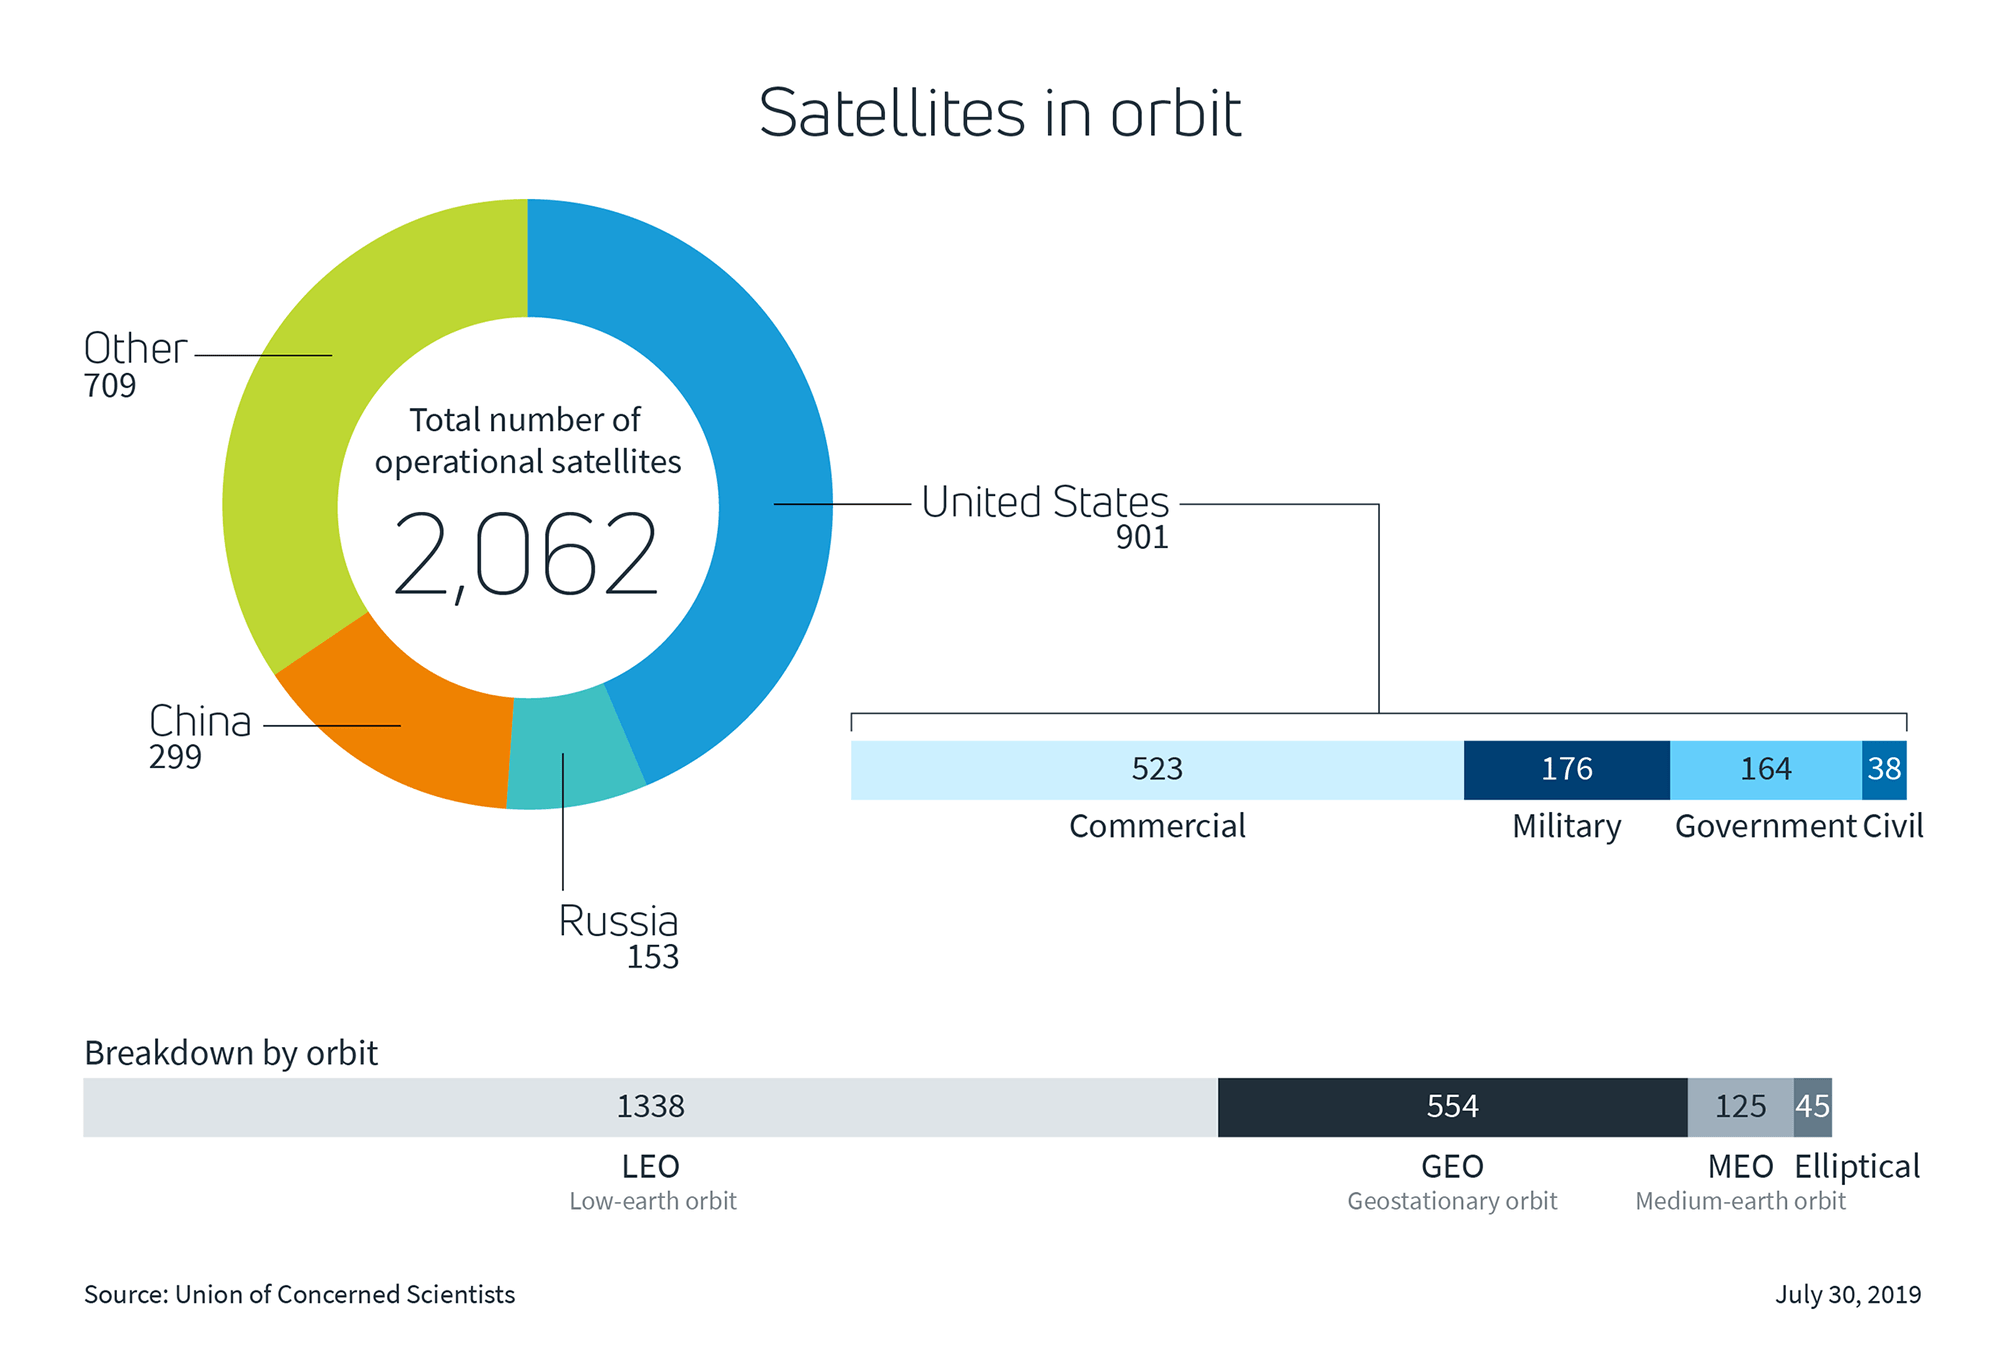 Satellites in orbit
Other
709
Total number of
operational satellites
2,062
United States
901
China
299
Russia
153
523 176 164 38
Commercial Military Government Civil
Breakdown by orbit
1338 554 125 45
LEO GEO MEO Elliptical
Low-earth orbit Geostationary orbit Medium-earth orbit
Source: Union of Concerned Scientists
July 30, 2019